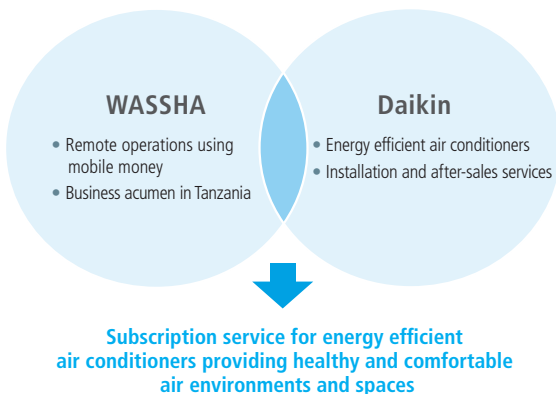 WASSHA
• Remote operations using
mobile money
• Business acumen in Tanzania
Daikin
• Energy efficient air conditioners
• Installation and after-sales services
Subscription service for energy efficient
air conditioners providing healthy and comfortable
air environments and spaces